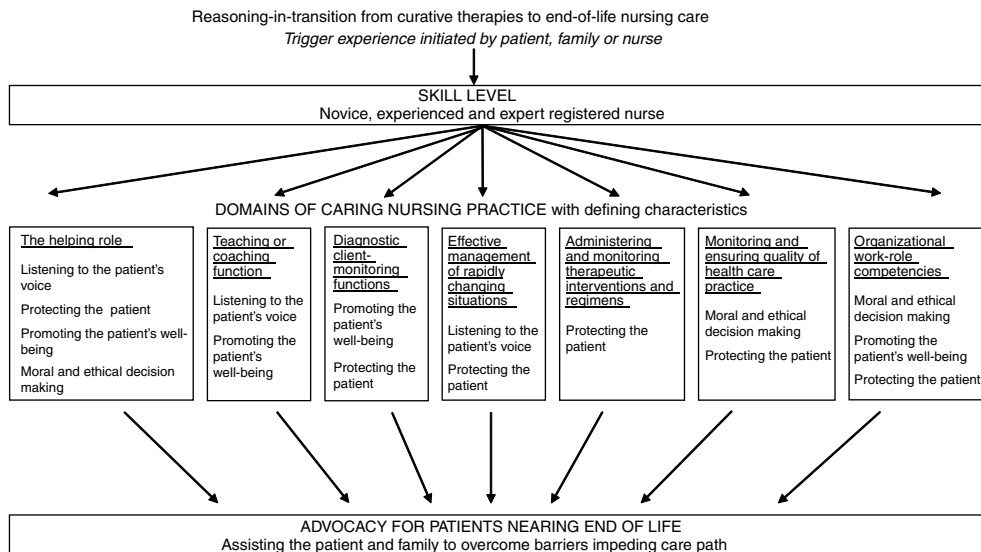 Reasoning-in-transition from curative therapies to end-of-life nursing care
Trigger experience initiated by patient, family or nurse
SKILL LEVEL
Novice, experienced and expert registered nurse
DOMAINS OF CARING NURSING PRACTICE with defining characteristics
The helping role
Listening to the patient's
voice
Protecting the patient
Promoting the patient's well-
being
Moral and ethical decision
making
Teaching or
coaching
function
Listening to the
patient's voice
Promoting the
patient's
well-being
Diagnostic
client-
monitoring
functions
Promoting the
patient's
well-being
Protecting the
patient
Effective
management
of rapidly
changing
situations
Listening to the
patient's voice
Protecting the
patient
Administering
and monitoring
therapeutic
interventions and
regimens
Protecting the
patient
Monitoring and
ensuring quality of
health care
practice
Moral and ethical
decision making
Protecting the patient
Organizational
work-role
competencies
Moral and ethical
decision making
Promoting the
patient's well-being
Protecting the patient
ADVOCACY FOR PATIENTS NEARING END OF LIFE
Assisting the patient and family to overcome barriers impeding care path